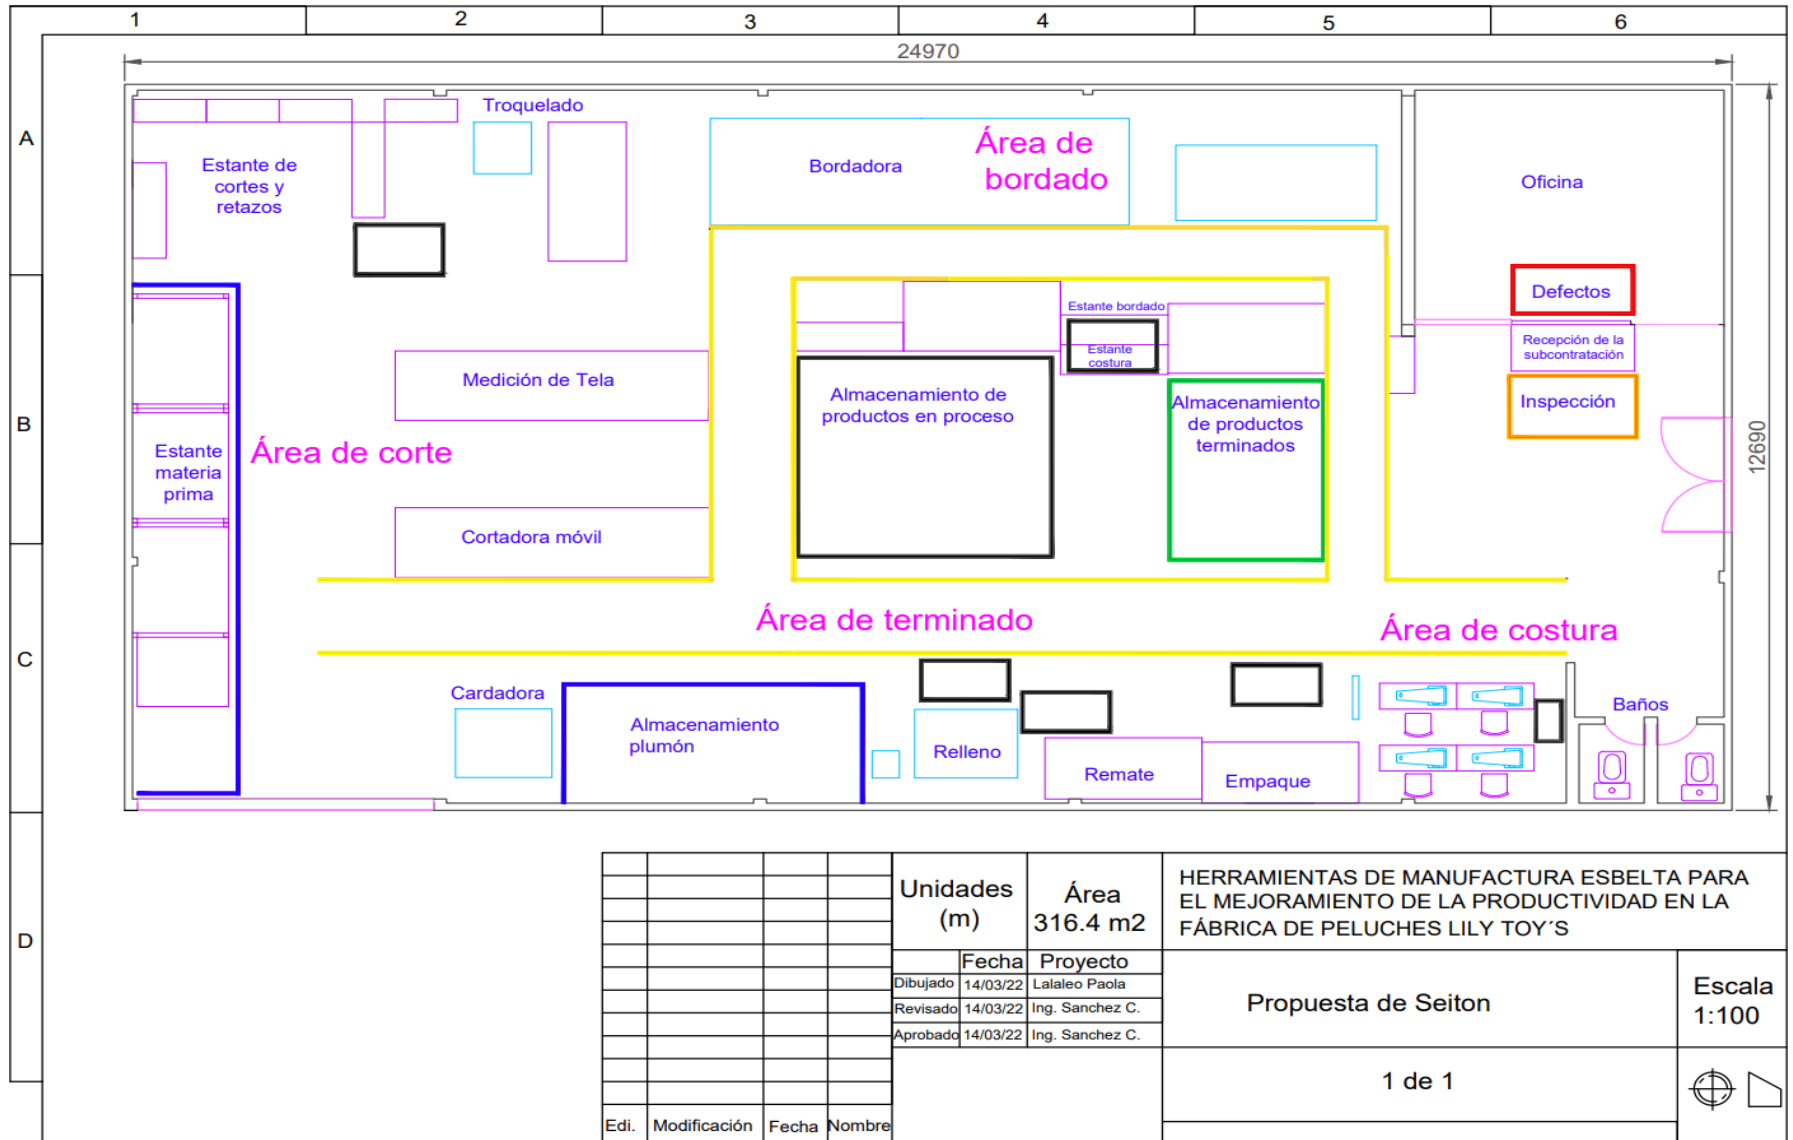 1
2
3
4
5
6
24970
A
B
C
D
12690
Troquelado
Estante de
cortes y
retazos
Bordadora
Área de
bordado
Oficina
Defectos
Recepción de la
subcontratación
Inspección
Estante bordado
Estante
costura
Medición de Tela
Almacenamiento de
productos en proceso
Almacenamiento
de productos
terminados
Estante
materia
prima
Área de corte
Cortadora móvil
Área de terminado
Área de costura
Cardadora
Almacenamiento
plumón
Relleno
Remate
Empaque
Baños
Unidades
(m)
Área
316.4 m2
HERRAMIENTAS DE MANUFACTURA ESBELTA PARA
EL MEJORAMIENTO DE LA PRODUCTIVIDAD EN LA
FÁBRICA DE PELUCHES LILY TOY´S
Fecha Proyecto
Dibujado 14/03/22 Lalaleo Paola
Revisado 14/03/22 Ing. Sanchez C.
Aprobado 14/03/22 Ing. Sanchez C.
Propuesta de Seiton
Escala
1:100
1 de 1
Edi. Modificación Fecha Nombre